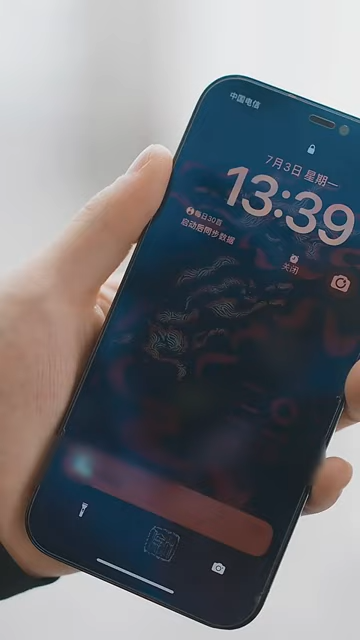 中国电信
7月3日 星期一
13:39
每日30首
启动后同步数据
关闭